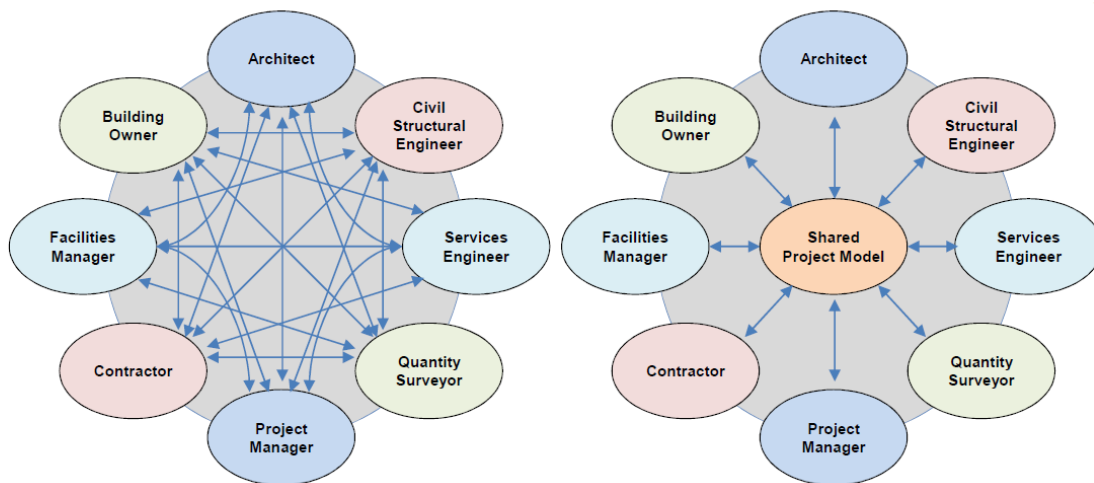 Architect
Building
Owner
Civil
Structural
Engineer
Facilities
Manager
Services
Engineer
Contractor
Quantity
Surveyor
Project
Manager
Architect
Building
Owner
Civil
Structural
Engineer
Facilities
Manager
Shared
Project Model
Services
Engineer
Contractor
Quantity
Surveyor
Project
Manager